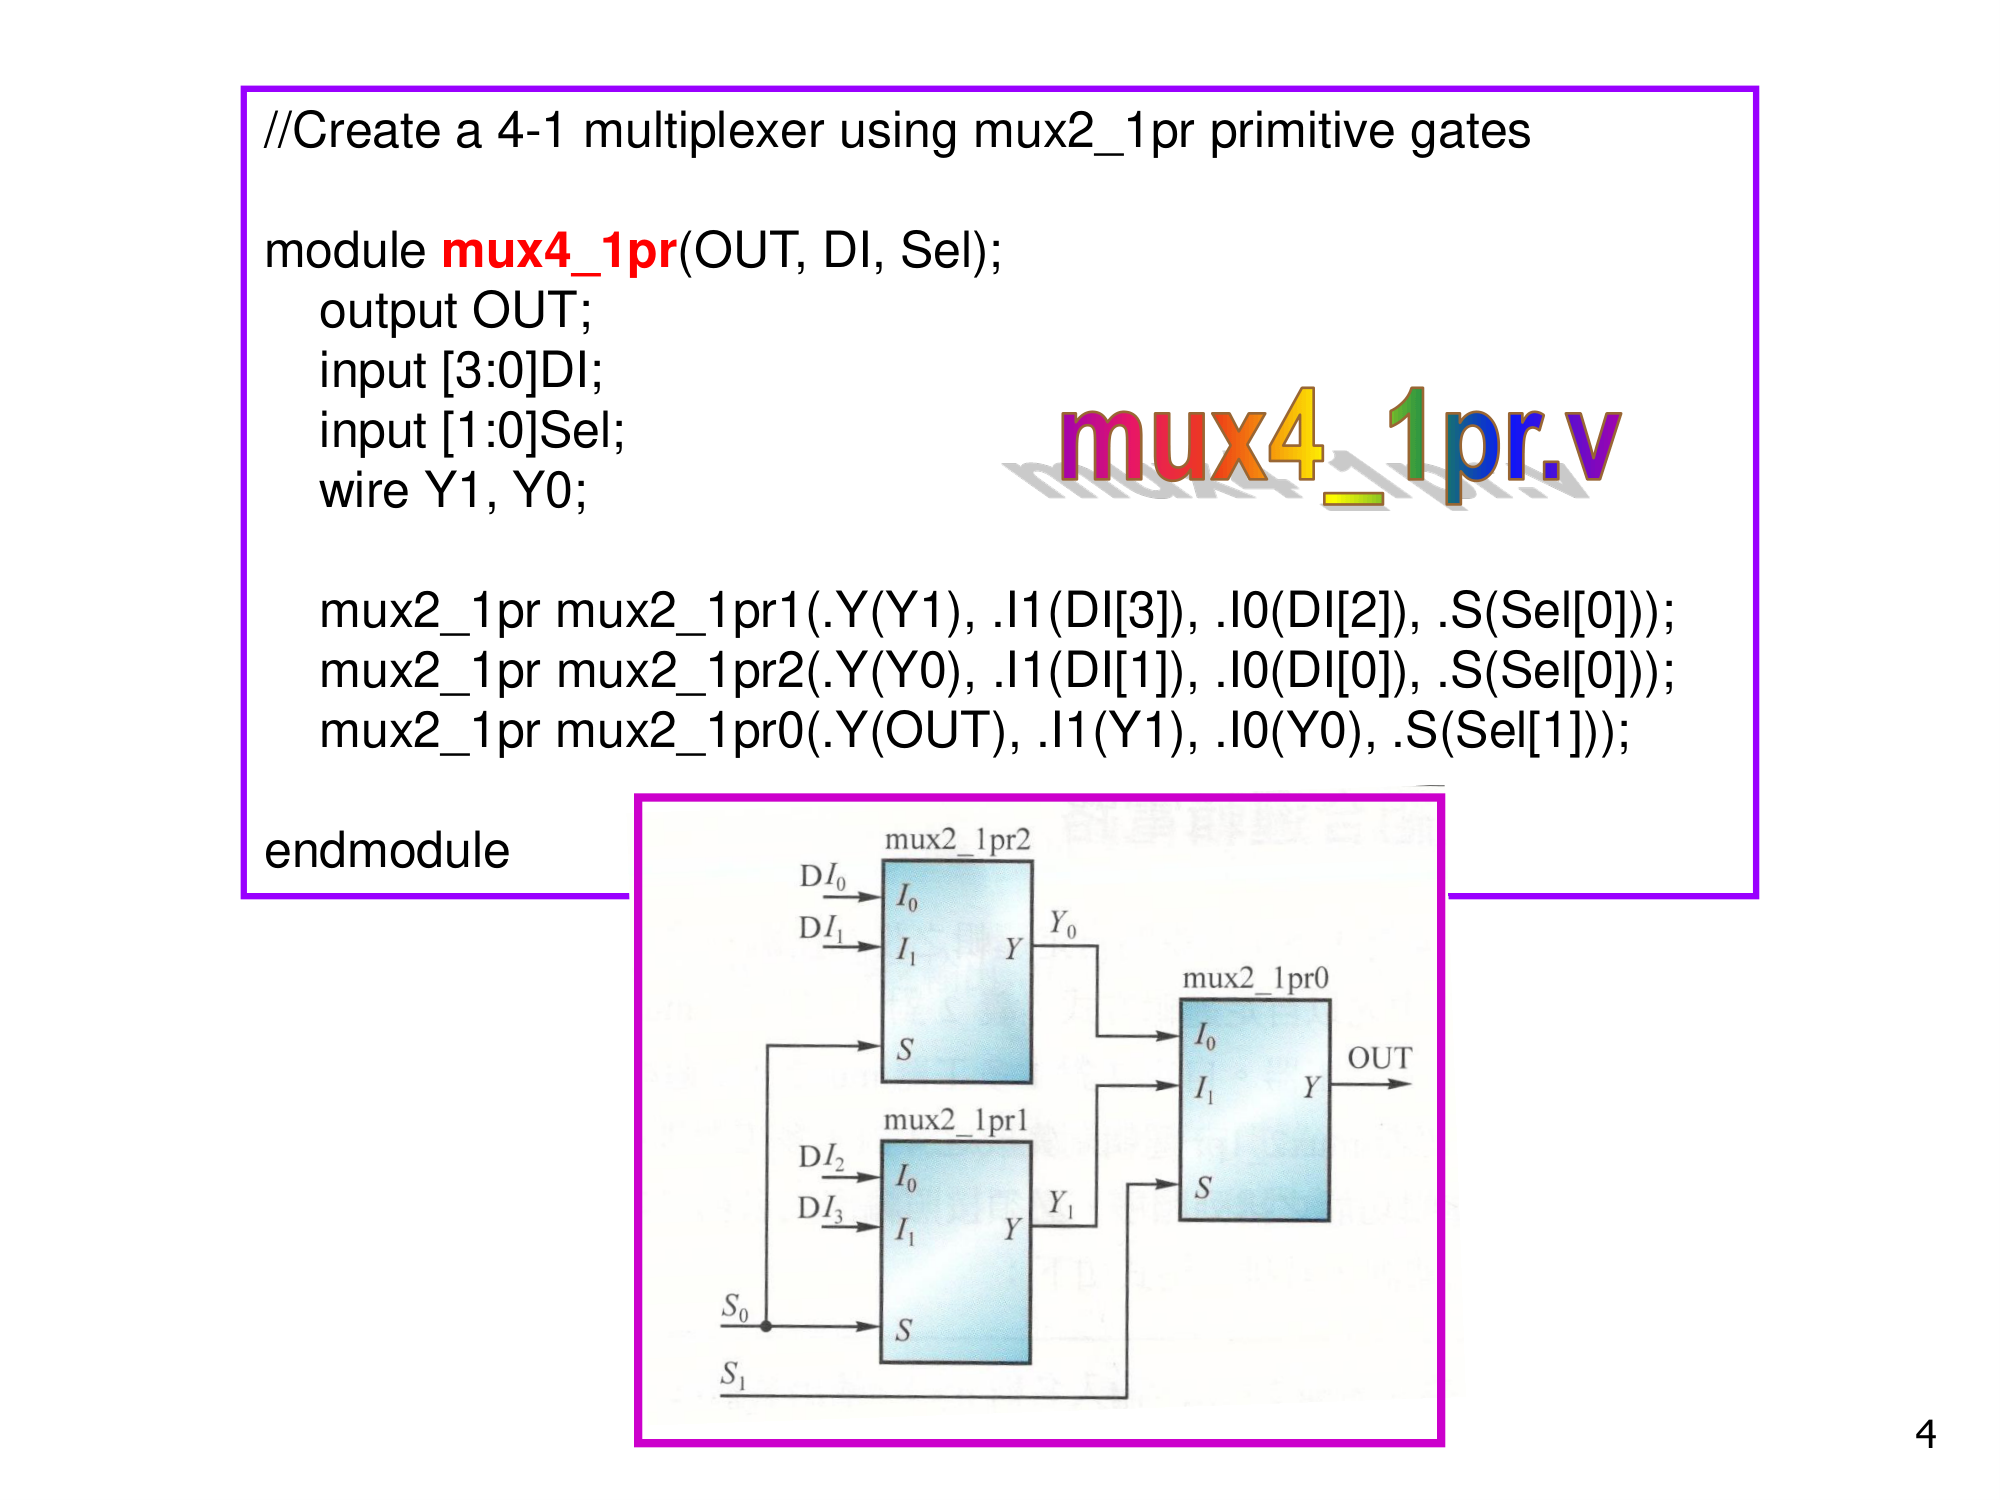 //Create a 4-1 multiplexer using mux2_1pr primitive gates
module mux4_1pr(OUT, DI, Sel);
output OUT;
input [3:0]DI;
input [1:0]Sel;
wire Y1, Y0;
mux4_1pr.v
mux2_1pr mux2_1pr1(.Y(Y1), .I1(DI[3]), .I0(DI[2]), .S(Sel[0]));
mux2_1pr mux2_1pr2(.Y(Y0), .I1(DI[1]), .I0(DI[0]), .S(Sel[0]));
mux2_1pr mux2_1pr0(.Y(OUT), .I1(Y1), .I0(Y0), .S(Sel[1]));
endmodule
mux2_1pr2
DI0
I0
DI1
I1
Y
Y0
S
mux2_1pr0
I0
I1
Y
OUT
S
mux2_1pr1
DI2
I0
DI3
I1
Y
Y1
S0
S
S1
4